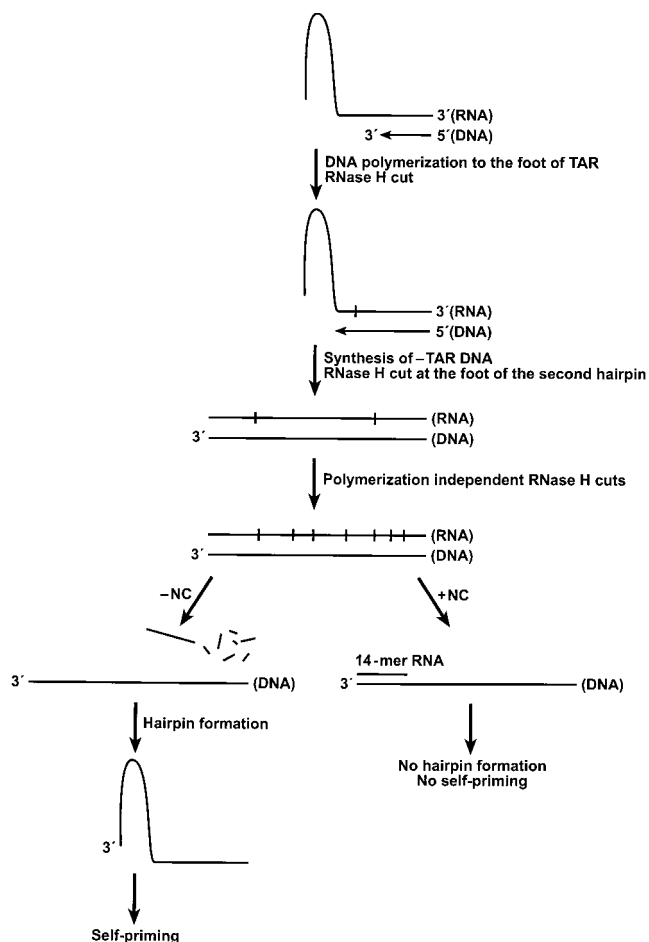 3´(RNA)
3´ 5´(DNA)
DNA polymerization to the foot of TAR
RNase H cut
3´(RNA)
5´(DNA)
Synthesis of –TAR DNA
RNase H cut at the foot of the second hairpin
(RNA)
3´ (DNA)
Polymerization independent RNase H cuts
(RNA)
3´ (DNA)
–NC +NC
14-mer RNA
3´ (DNA) 3´ (DNA)
Hairpin formation
No hairpin formation
No self-priming
3´
Self-priming